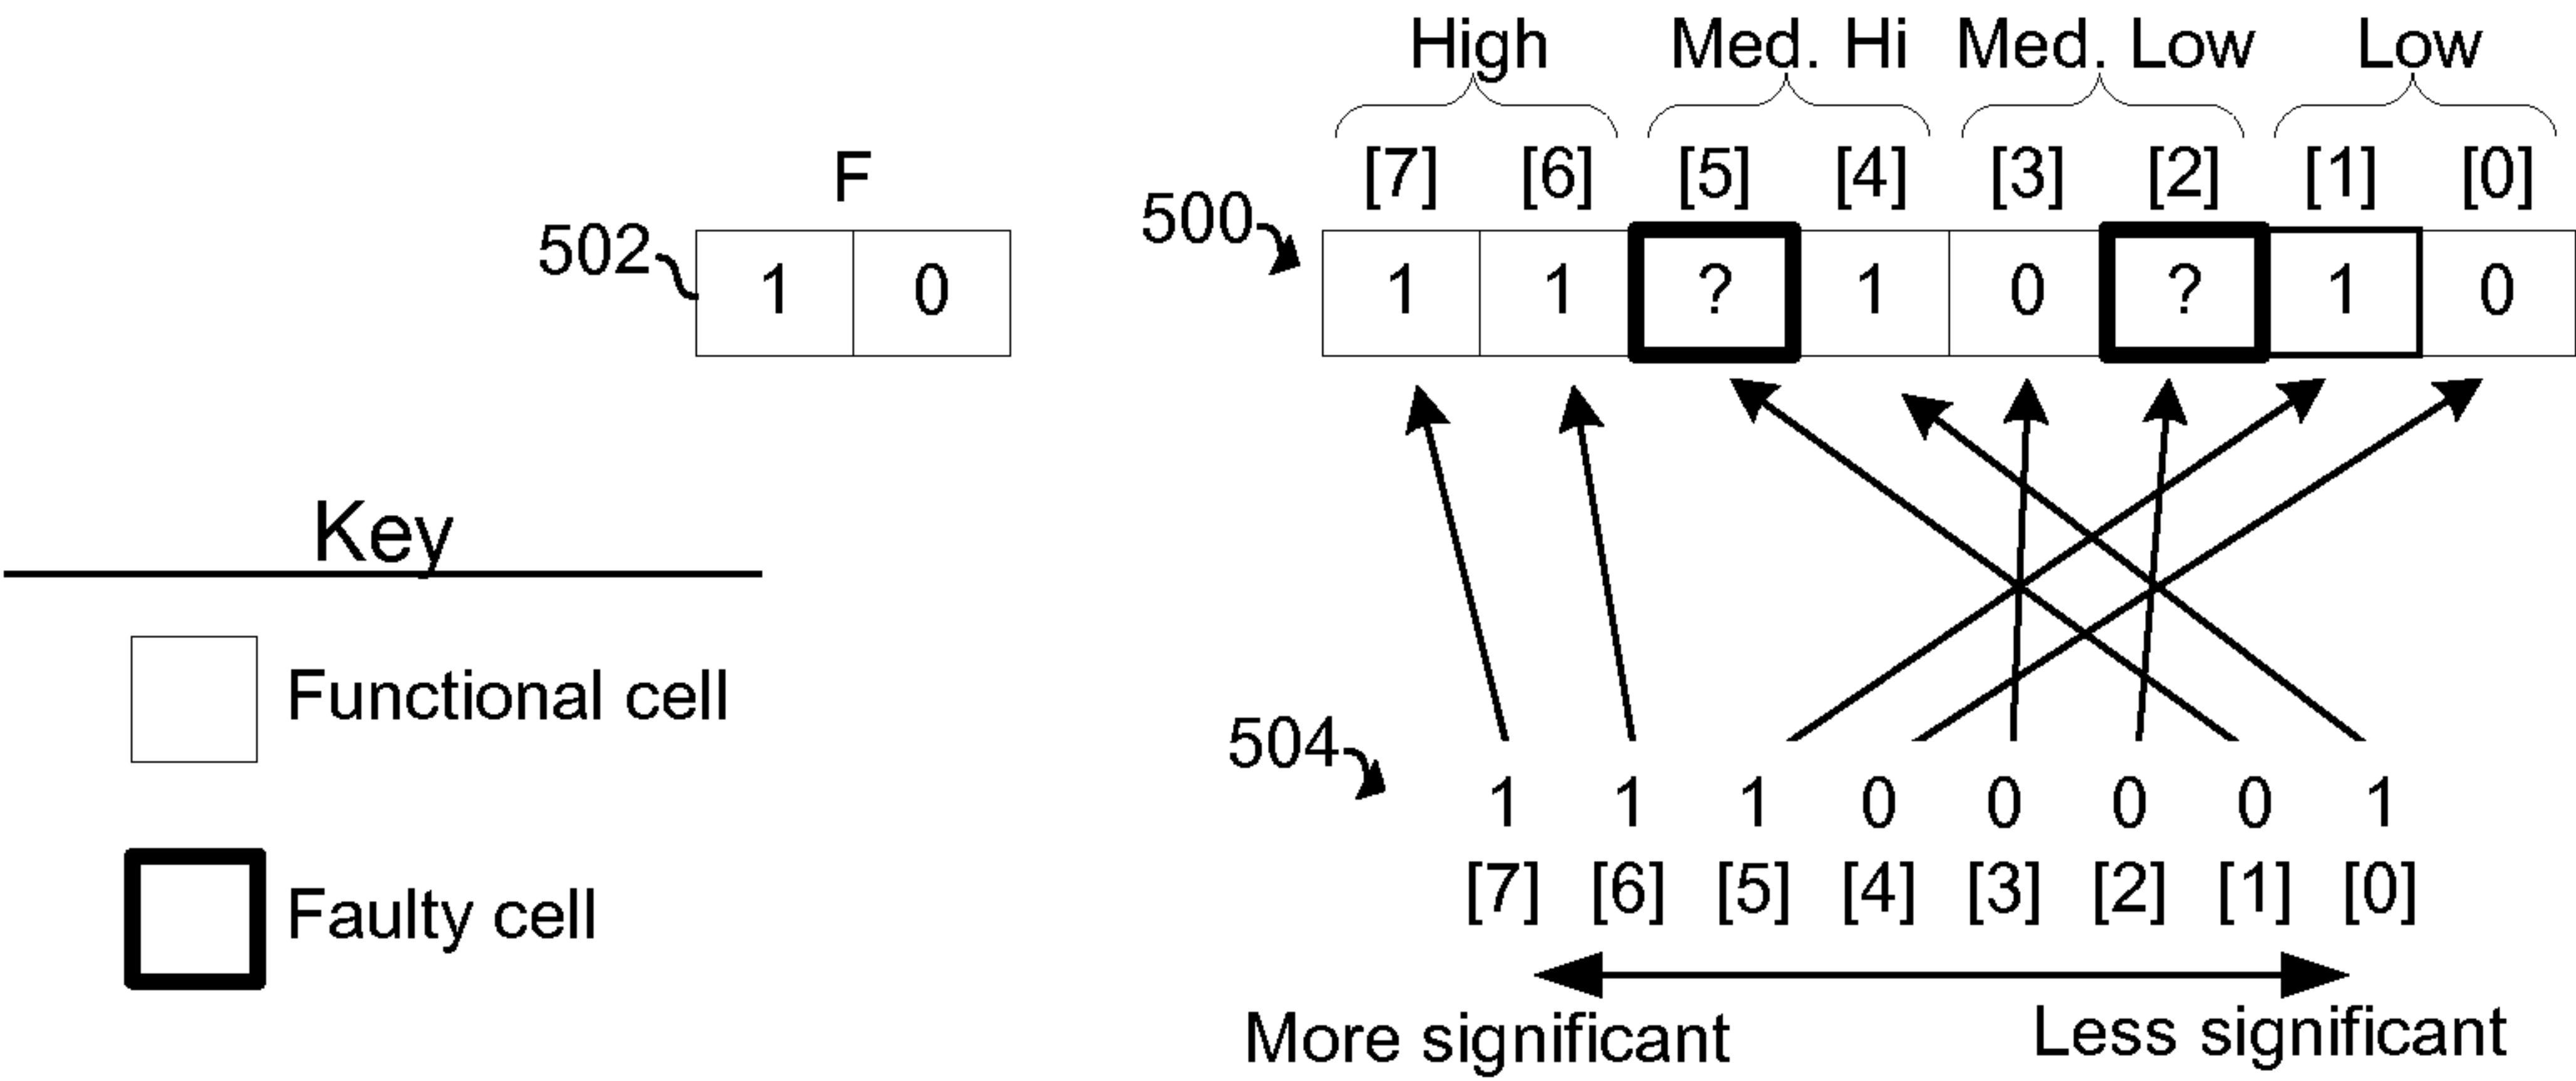 High Med. Hi Med. Low Low
F [7] [6] [5] [4] [3] [2] [1] [0]
502 1 0 500 1 1 ? 1 0 ? 1 0
Key
Functional cell
Faulty cell
504
1 1 1 0 0 0 0 1
[7] [6] [5] [4] [3] [2] [1] [0]
More significant Less significant